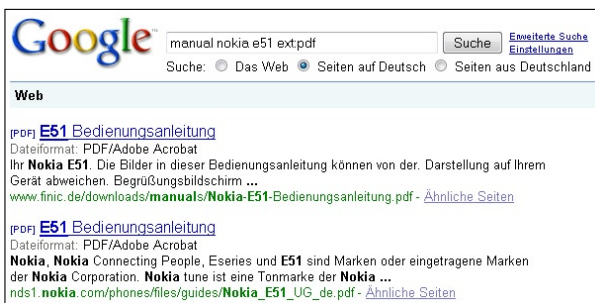 Google™
manual nokia e51 ext:pdf Suche Erweiterte Suche
Einstellungen
Suche: Das Web Seiten auf Deutsch Seiten aus Deutschland
Web
[PDF] E51 Bedienungsanleitung
Dateiformat: PDF/Adobe Acrobat
Ihr Nokia E51. Die Bilder in dieser Bedienungsanleitung können von der. Darstellung auf Ihrem
Gerät abweichen. Begrüßungsbildschirm ...
www.finic.de/downloads/manuals/Nokia-E51-Bedienungsanleitung.pdf - Ähnliche Seiten
[PDF] E51 Bedienungsanleitung
Dateiformat: PDF/Adobe Acrobat
Nokia, Nokia Connecting People, Eseries und E51 sind Marken oder eingetragene Marken
der Nokia Corporation. Nokia tune ist eine Tonmarke der Nokia ...
nds1.nokia.com/phones/files/guides/Nokia_E51_UG_de.pdf - Ähnliche Seiten